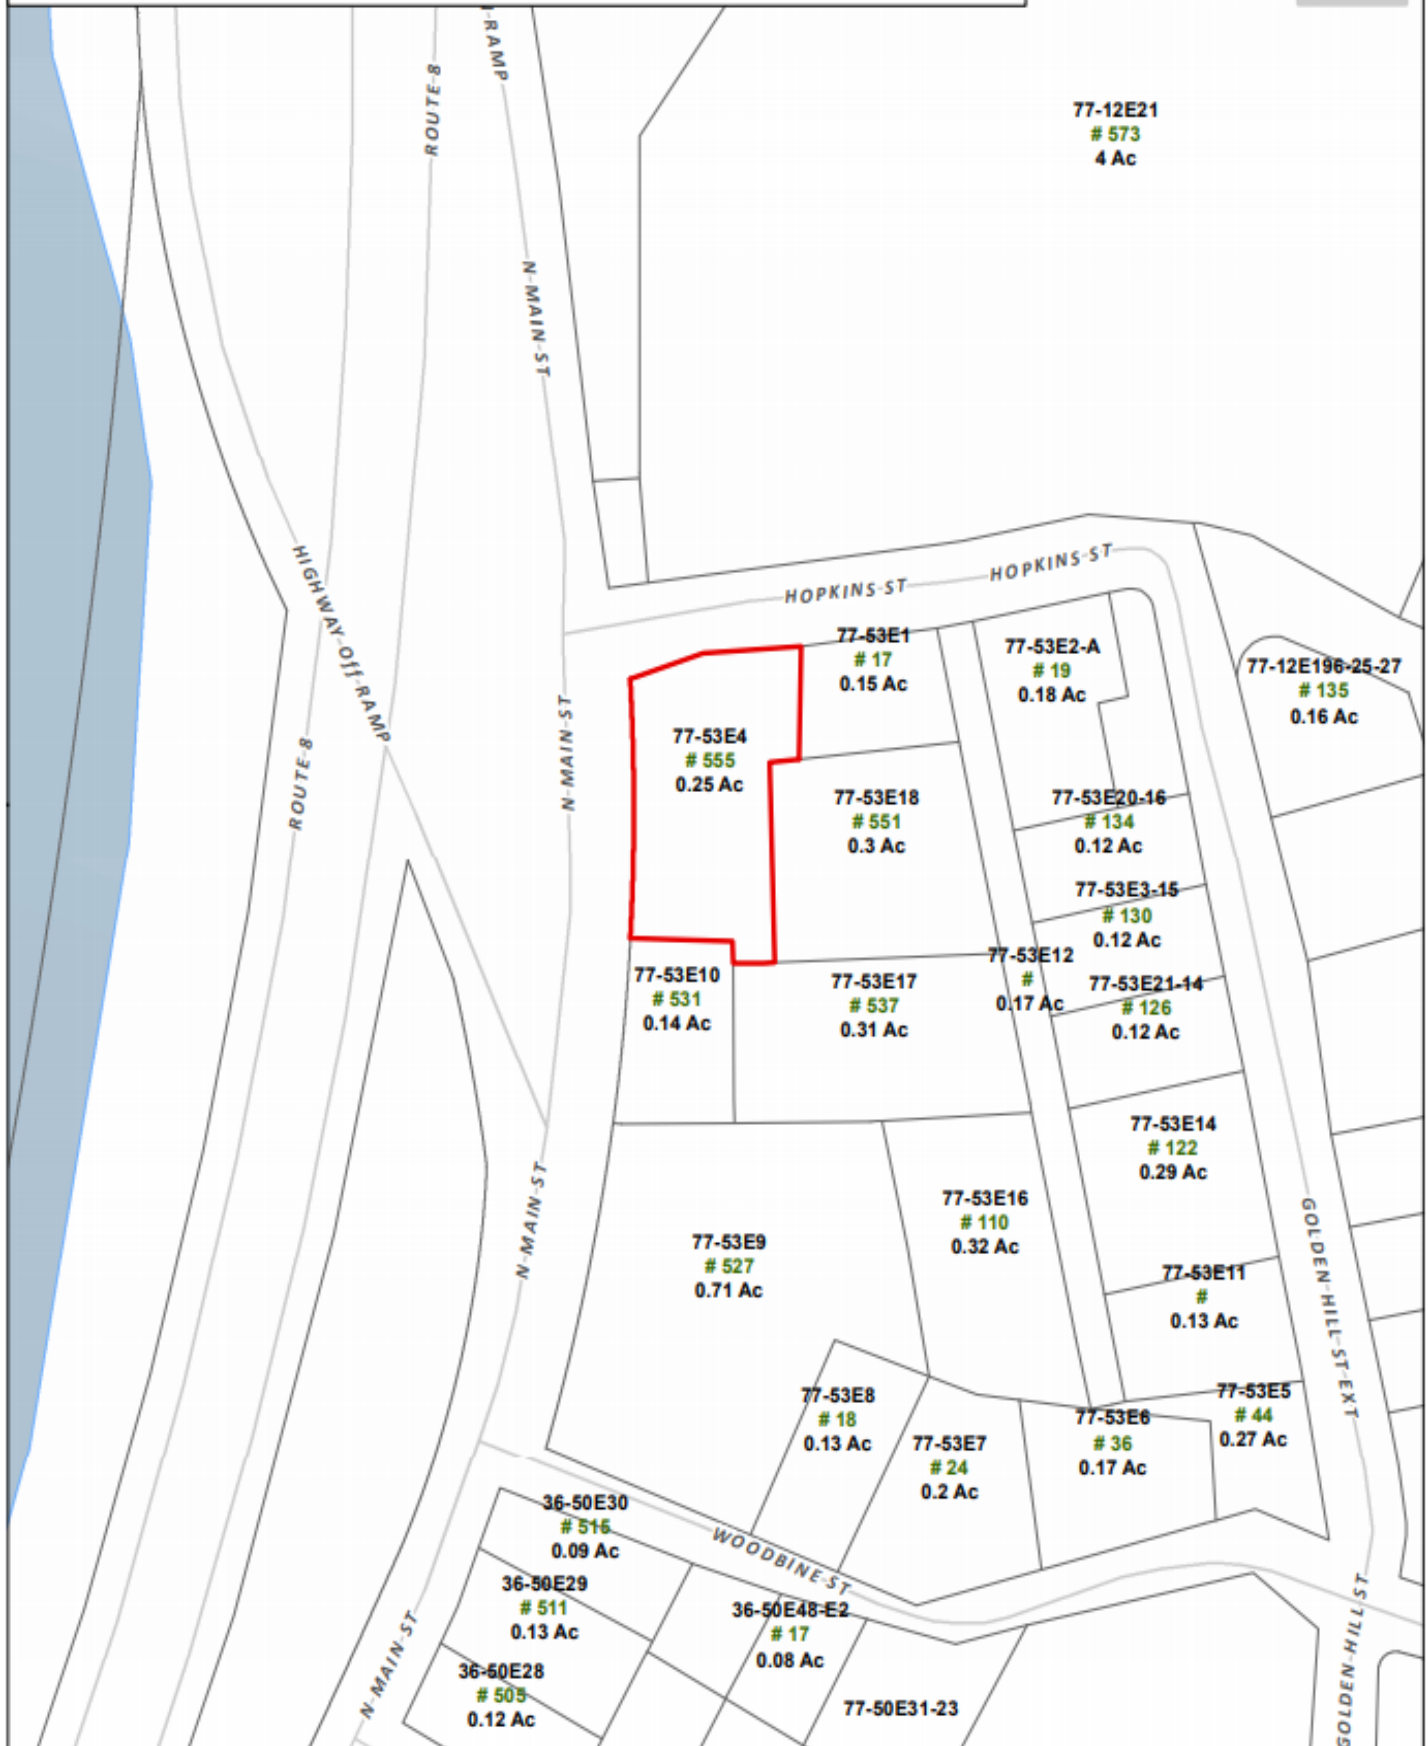 N-RAMP
ROUTE-8
77-12E21
# 573
4 Ac
N-MAIN-ST
HIGHWAY-Off-RAMP
HOPKINS-ST
HOPKINS-ST
77-53E1
# 17
0.15 Ac
77-53E2-A
# 19
0.18 Ac
77-12E196-25-27
# 135
0.16 Ac
ROUTE-8
N-MAIN-ST
77-53E4
# 555
0.25 Ac
77-53E18
# 551
0.3 Ac
77-53E20-16
# 134
0.12 Ac
77-53E3-15
# 130
0.12 Ac
77-53E10
# 531
0.14 Ac
77-53E17
# 537
0.31 Ac
77-53E12
#
0.17 Ac
77-53E21-14
# 126
0.12 Ac
77-53E14
# 122
0.29 Ac
N-MAIN-ST
77-53E9
# 527
0.71 Ac
77-53E16
# 110
0.32 Ac
77-53E11
#
0.13 Ac
GOLDEN-HILL-ST-EXT
77-53E8
# 18
0.13 Ac
77-53E7
# 24
0.2 Ac
77-53E6
# 36
0.17 Ac
77-53E5
# 44
0.27 Ac
36-50E30
# 515
0.09 Ac
WOODBINE-ST
36-50E29
# 511
0.13 Ac
36-50E48-E2
# 17
0.08 Ac
N-MAIN-ST
36-50E28
# 505
0.12 Ac
77-50E31-23
GOLDEN-HILL-ST